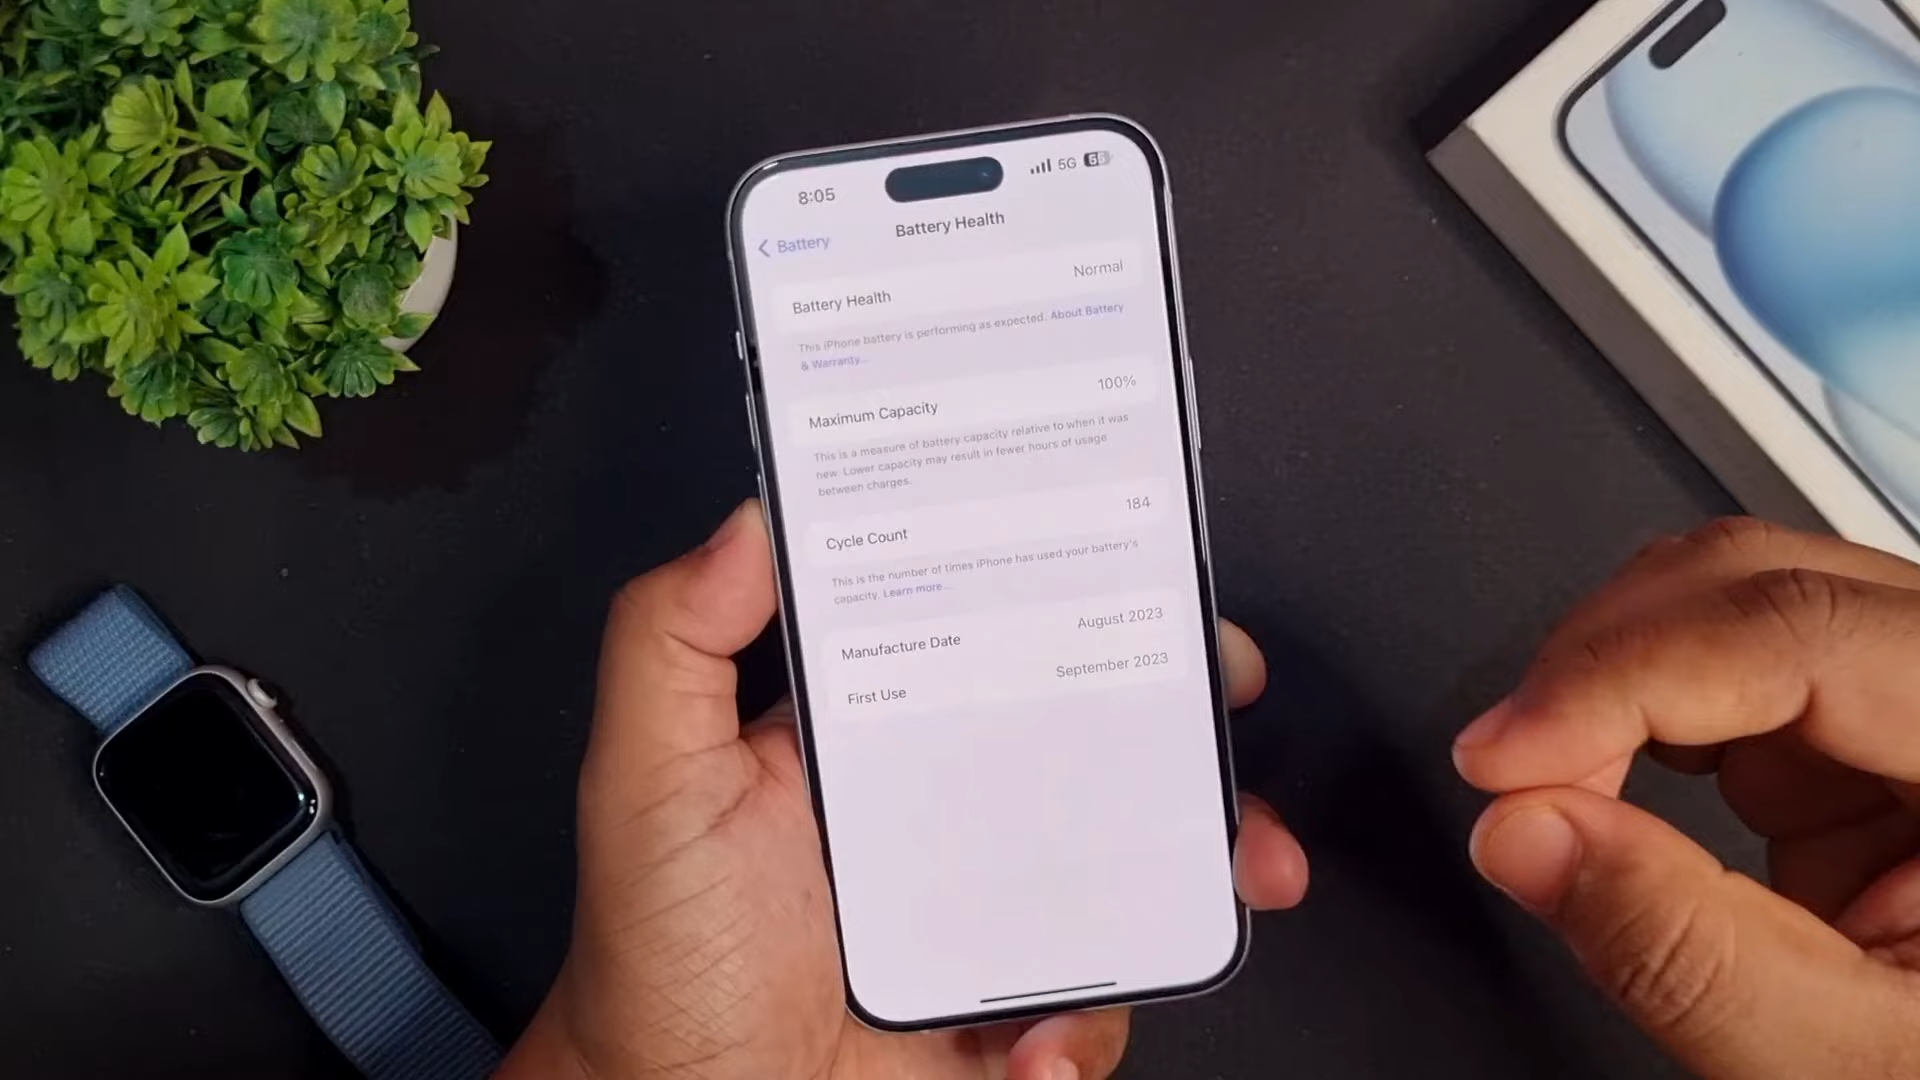 8:05 5G 65
Battery
Battery Health
Battery Health Normal
This iPhone battery is performing as expected. About Battery
& Warranty...
Maximum Capacity 100%
This is a measure of battery capacity relative to when it was
new. Lower capacity may result in fewer hours of usage
between charges.
Cycle Count 184
This is the number of times iPhone has used your battery's
capacity. Learn more...
Manufacture Date August 2023
First Use September 2023